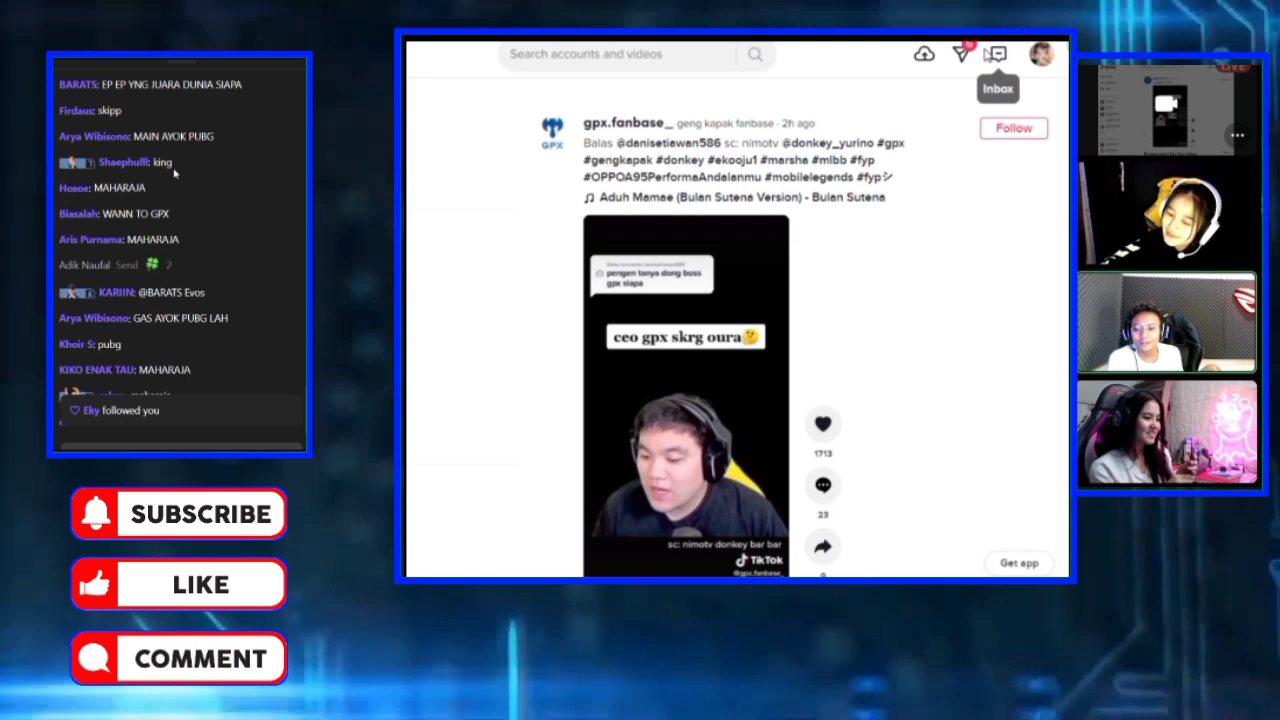 BARATS: EP EP YNG JUARA DUNIA SIAPA
Firdaus: skipp
Arya Wibisono: MAIN AYOK PUBG
Shaephulll: king
Hosoe: MAHARAJA
Biasalah: WANN TO GPX
Aris Purnama: MAHARAJA
Adik Naufal Send 2
KARIIN: @BARATS Evos
Arya Wibisono: GAS AYOK PUBG LAH
Khoir S: pubg
KIKO ENAK TAU: MAHARAJA
Eky followed you
SUBSCRIBE
LIKE
COMMENT
Search accounts and videos
Inbox
GPX
gpx.fanbase_ geng kapak fanbase · 2h ago
Follow
Balas @danisetiawan586 sc: nimotv @donkey_yurino #gpx
#gengkapak #donkey #ekooju1 #marsha #mlbb #fyp
#OPPOA95PerformaAndalanmu #mobilelegends #fypシ
♫ Aduh Mamae (Bulan Sutena Version) - Bulan Sutena
pengen tanya dong boss
gpx siapa
ceo gpx skrg oura🤔
1713
23
sc: nimotv donkey bar bar
TikTok
@gpx.fanbase_
Get app
LIVE